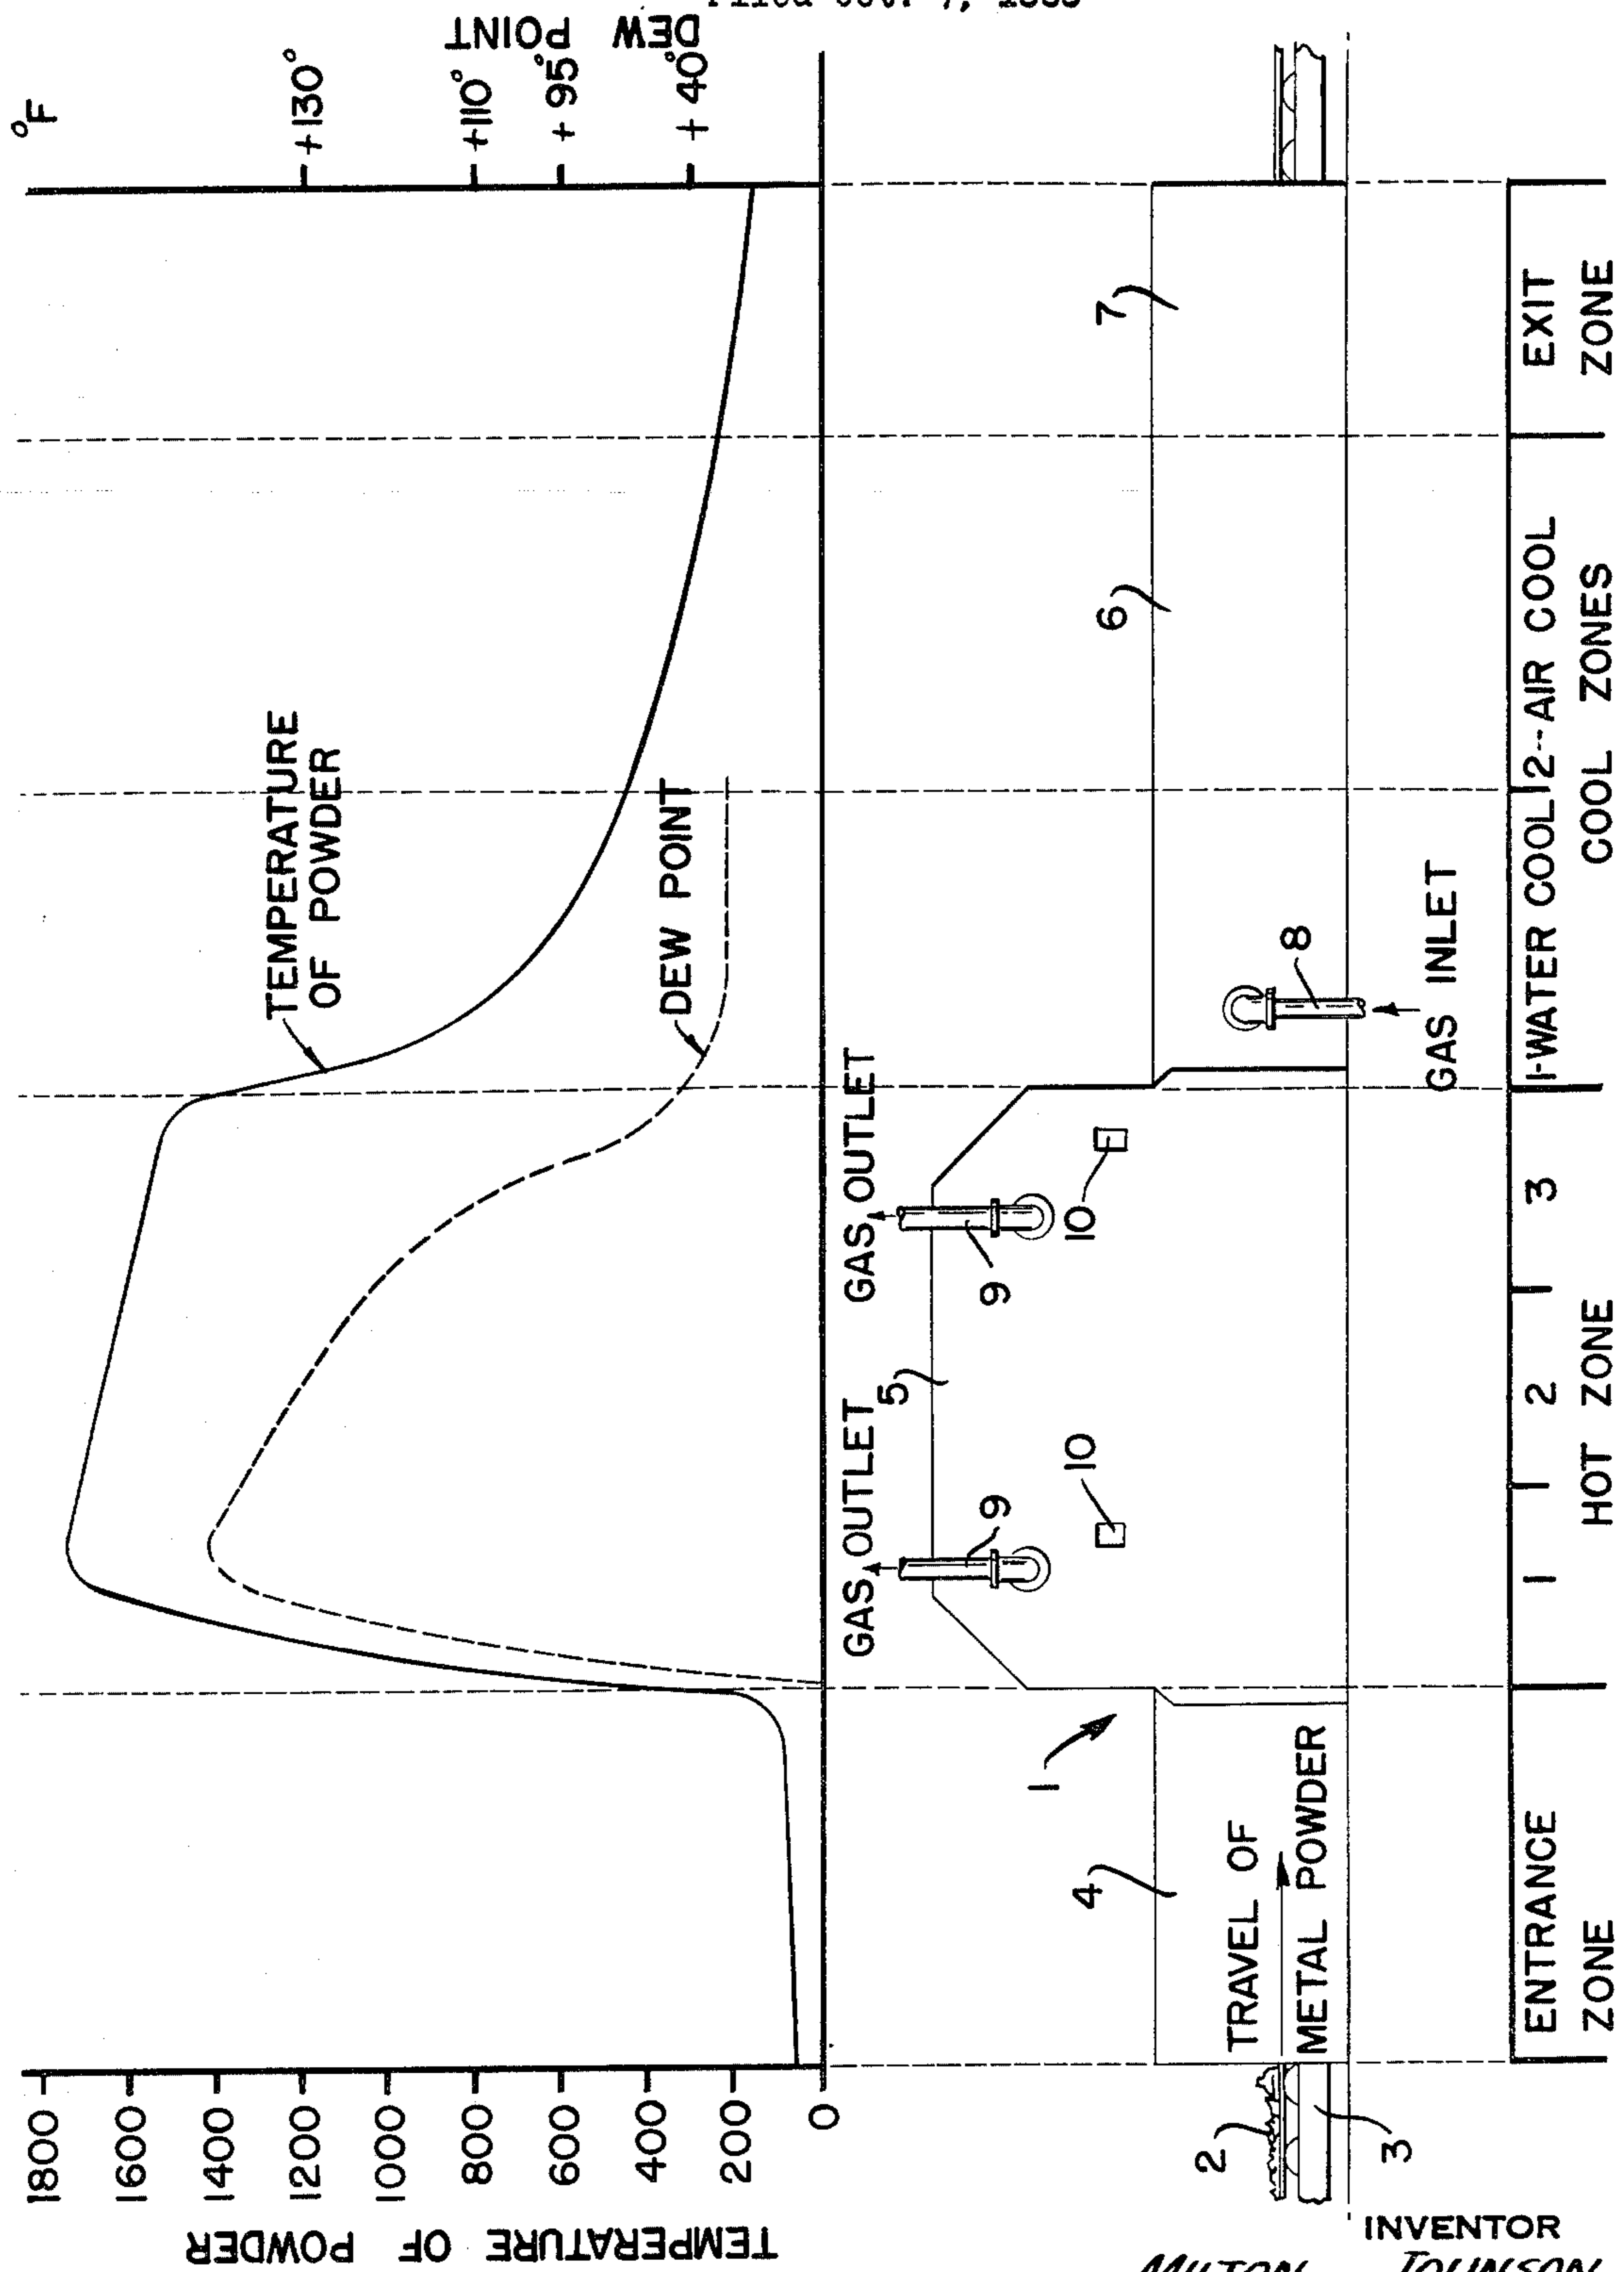 °F
1800
1600
1400
1200
1000
800
600
400
200
0
TEMPERATURE OF POWDER
+130°
+110°
+95°
+40°
DEW
POINT
TEMPERATURE
OF POWDER
DEW POINT
GAS OUTLET
GAS OUTLET
5
9
9
10
10
1
4
6
7
8
GAS INLET
TRAVEL OF
METAL POWDER
2
3
ENTRANCE
ZONE
1
2
3
HOT ZONE
1-WATER COOL
2--AIR COOL
COOL ZONES
EXIT
ZONE
INVENTOR
MILTON JOHNSON